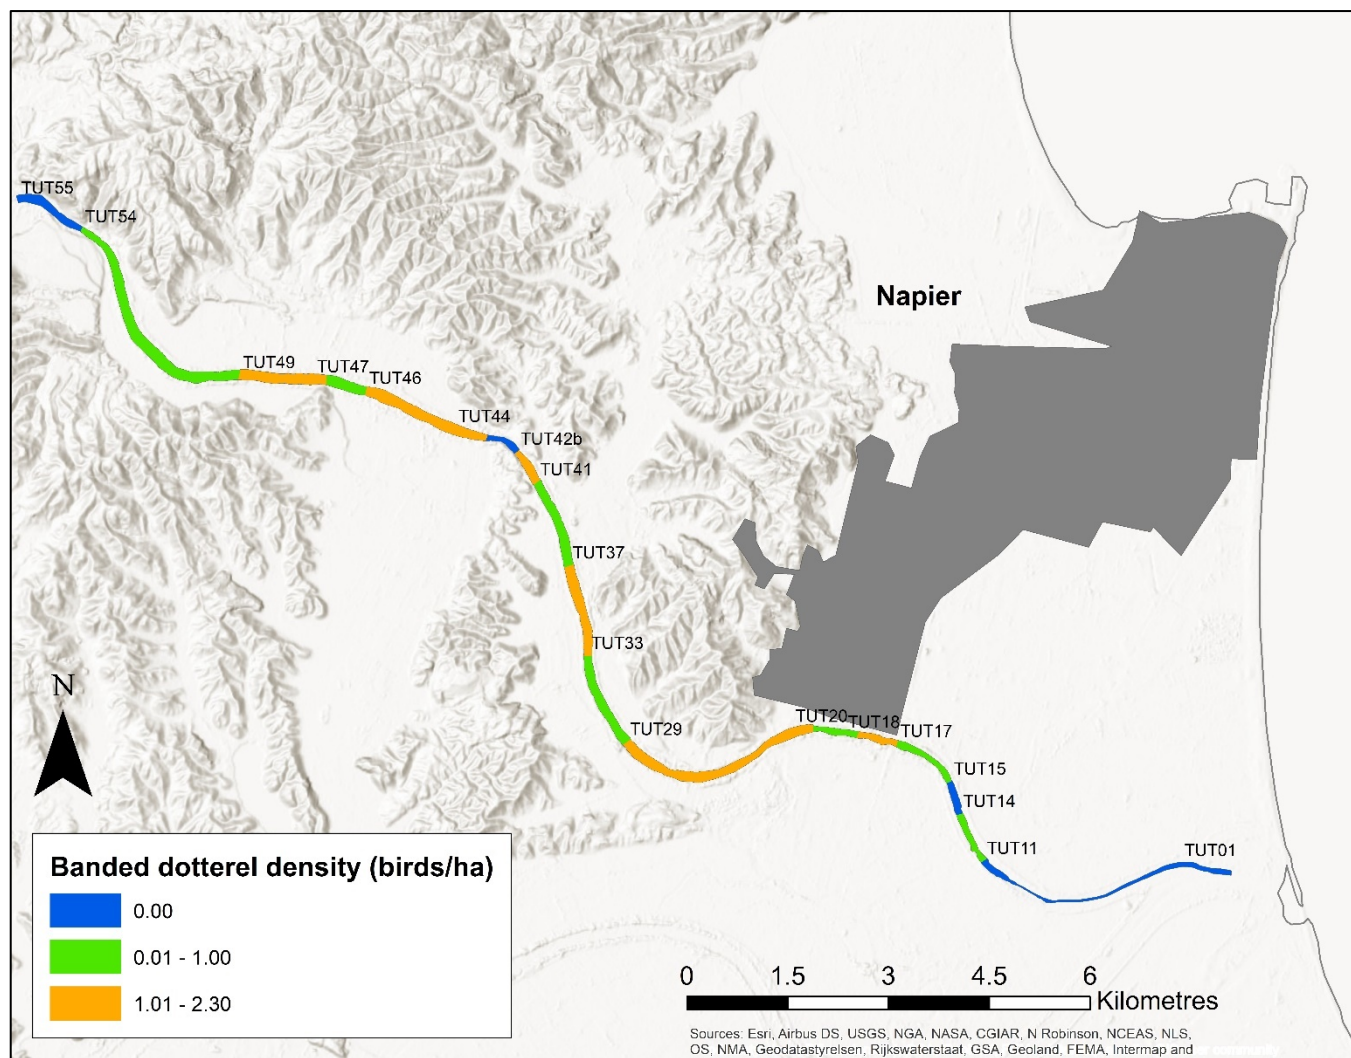 TUT55
TUT54
Napier
TUT49
TUT47
TUT46
TUT44
TUT42b
TUT41
TUT37
TUT33
N
TUT29
TUT20
TUT18
TUT17
TUT15
TUT14
TUT11
TUT01
Banded dotterel density (birds/ha)
0.00
0.01 - 1.00
1.01 - 2.30
0 1.5 3 4.5 6
Kilometres
Sources: Esri, Airbus DS, USGS, NGA, NASA, CGIAR, N Robinson, NCEAS, NLS,
OS, NMA, Geodatastyrelsen, Rijkswaterstaat, GSA, Geoland, FEMA, Intermap and
community